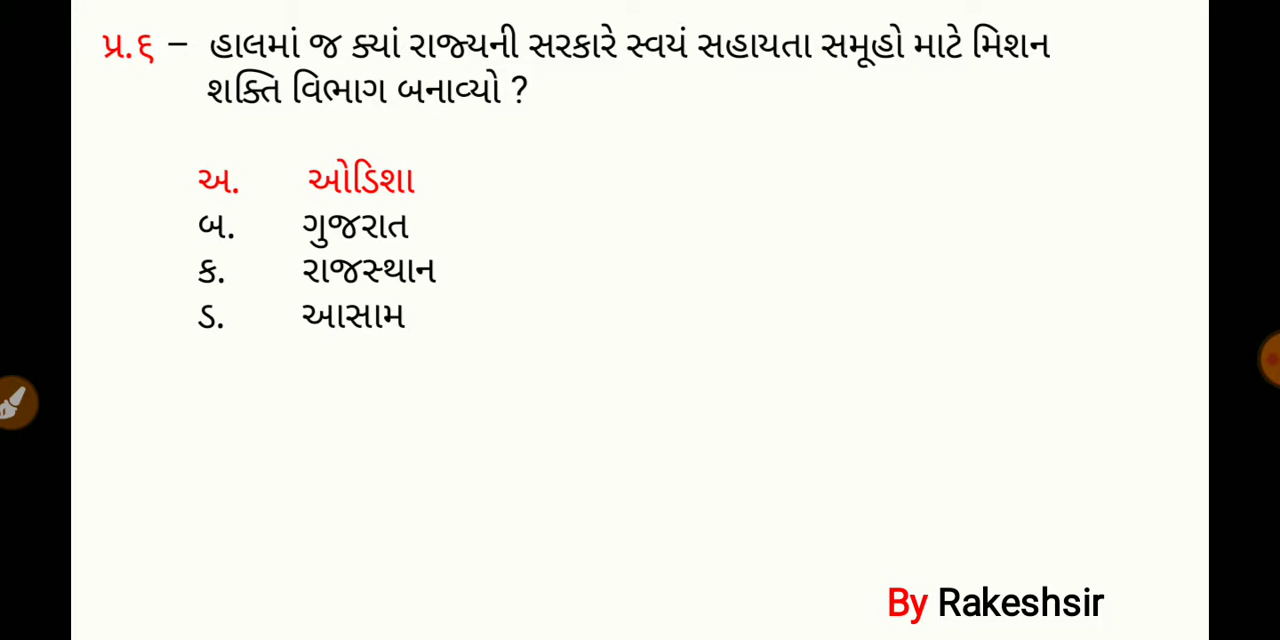 પ્ર.૬ – હાલમાં જ ક્યાં રાજ્યની સરકારે સ્વયં સહાયતા સમૂહો માટે મિશન
શક્તિ વિભાગ બનાવ્યો ?
અ. ઓડિશા
બ. ગુજરાત
ક. રાજસ્થાન
ડ. આસામ
By Rakeshsir